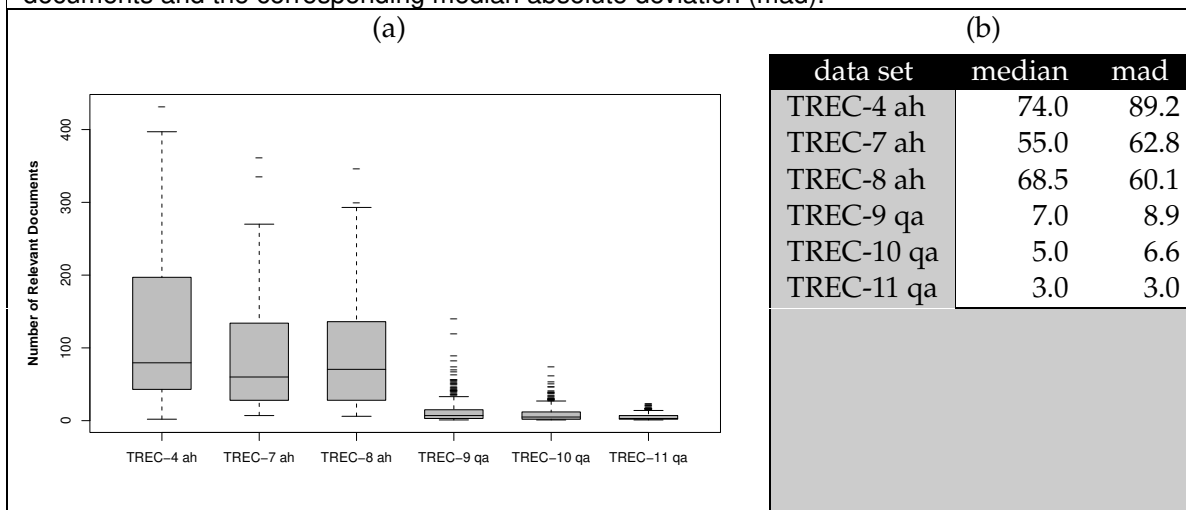 documents and the corresponding median absolute deviation (mad).
(a)
(b)
Number of Relevant Documents
400
300
200
100
0
TREC−4 ah TREC−7 ah TREC−8 ah TREC−9 qa TREC−10 qa TREC−11 qa
data set median mad
TREC-4 ah 74.0 89.2
TREC-7 ah 55.0 62.8
TREC-8 ah 68.5 60.1
TREC-9 qa 7.0 8.9
TREC-10 qa 5.0 6.6
TREC-11 qa 3.0 3.0